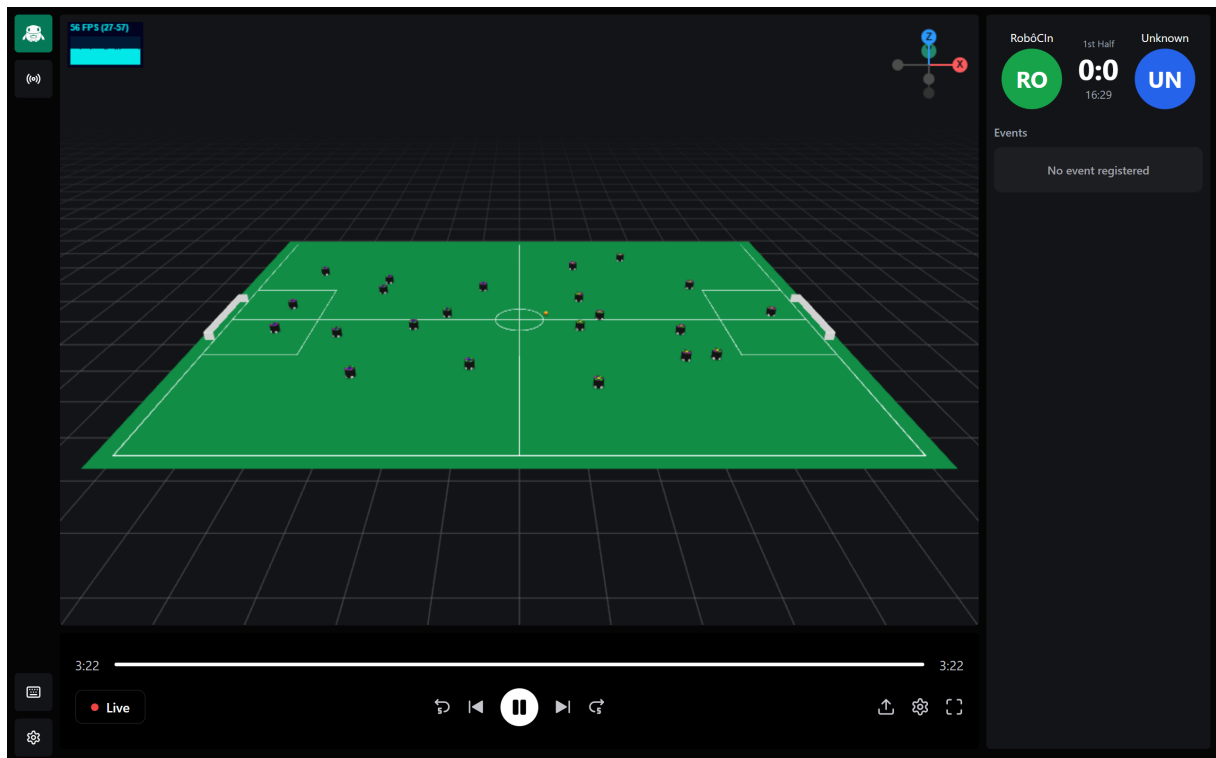 56 FPS (27-57)
Z
X
RobôCIn
1st Half
Unknown
RO
0:0
UN
16:29
Events
No event registered
3:22
3:22
Live
5
5